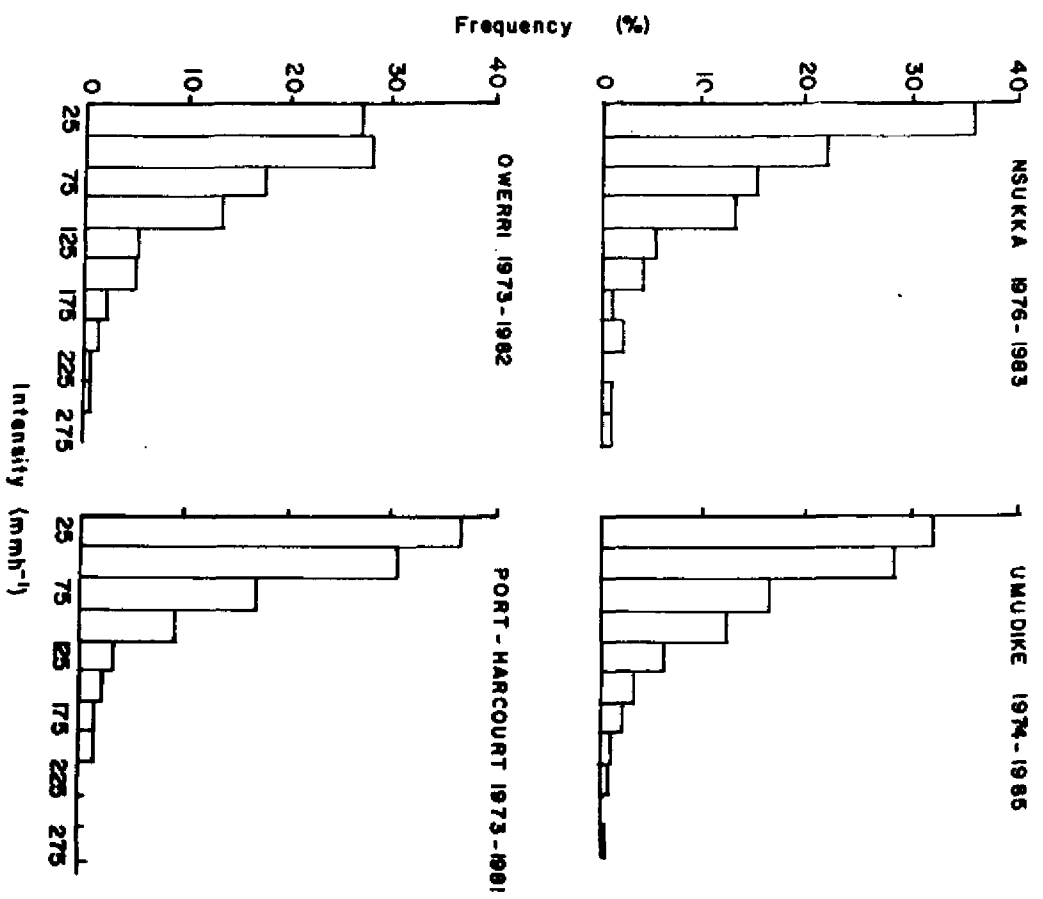 Frequency (%)
NSUKKA 1976-1983
UMUDIKE 1974-1985
40
30
20
10
0
OWERRI 1973-1982
PORT-HARCOURT 1973-1981
40
30
20
10
0
25 75 125 175 225 275
25 75 125 175 225 275
Intensity (mmh⁻¹)